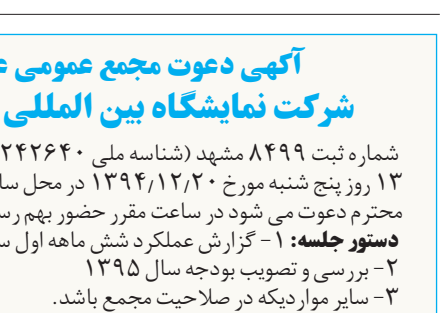 آگهی دعوت مجمع عمومی
شرکت نمایشگاه بین المللی
شماره ثبت ۸۴۹۹ مشهد (شناسه ملی ۲۴۲۶۴۰
۱۳ روز پنج شنبه مورخ ۱۳۹۴/۱۲/۲۰ در محل
محترم دعوت می شود در ساعت مقرر حضور بهم
دستور جلسه: ۱- گزارش عملکرد شش ماهه اول
۲- بررسی و تصویب بودجه سال ۱۳۹۵
۳- سایر مواردیکه در صلاحیت مجمع باشد.